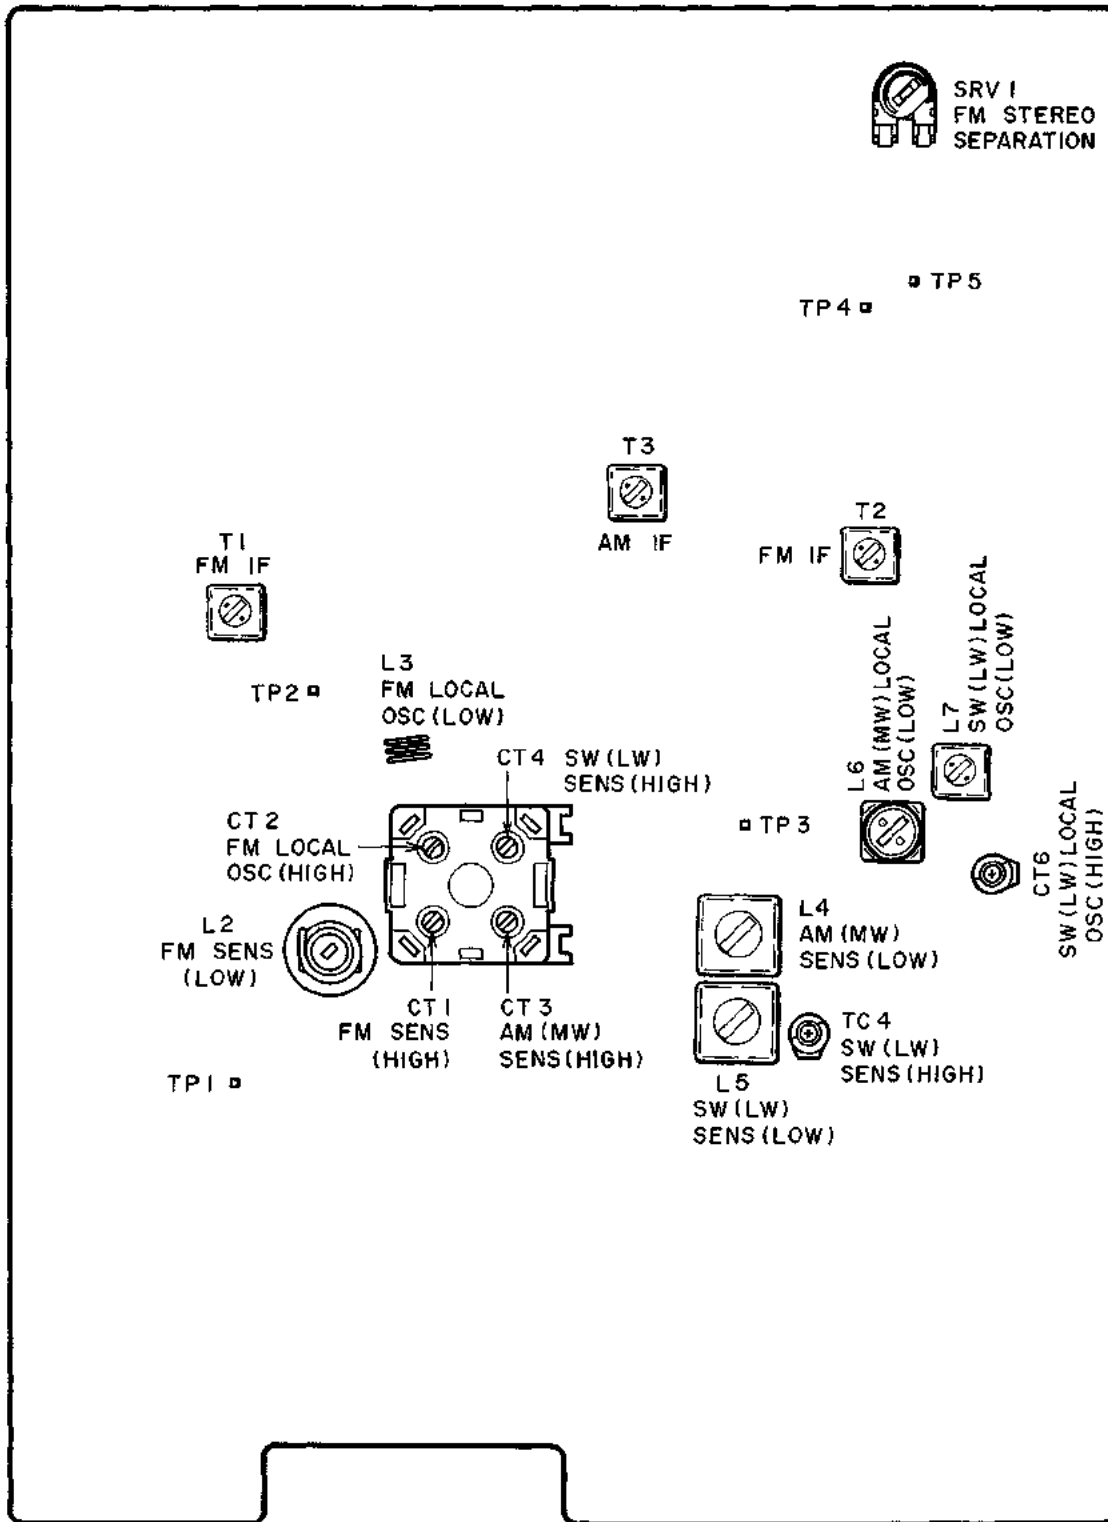 SRV 1
FM STEREO
SEPARATION
TP5
TP4
T3
AM IF
T2
FM IF
T1
FM IF
L3
FM LOCAL
OSC (LOW)
TP2
CT4 SW (LW)
SENS (HIGH)
L6
AM (MW) LOCAL
OSC (LOW)
L7
SW (LW) LOCAL
OSC (LOW)
CT2
FM LOCAL
OSC (HIGH)
TP3
CT6
SW (LW) LOCAL
OSC (HIGH)
L2
FM SENS
(LOW)
L4
AM (MW)
SENS (LOW)
CT1
FM SENS
(HIGH)
CT3
AM (MW)
SENS (HIGH)
TC4
SW (LW)
SENS (HIGH)
TP1
L5
SW (LW)
SENS (LOW)